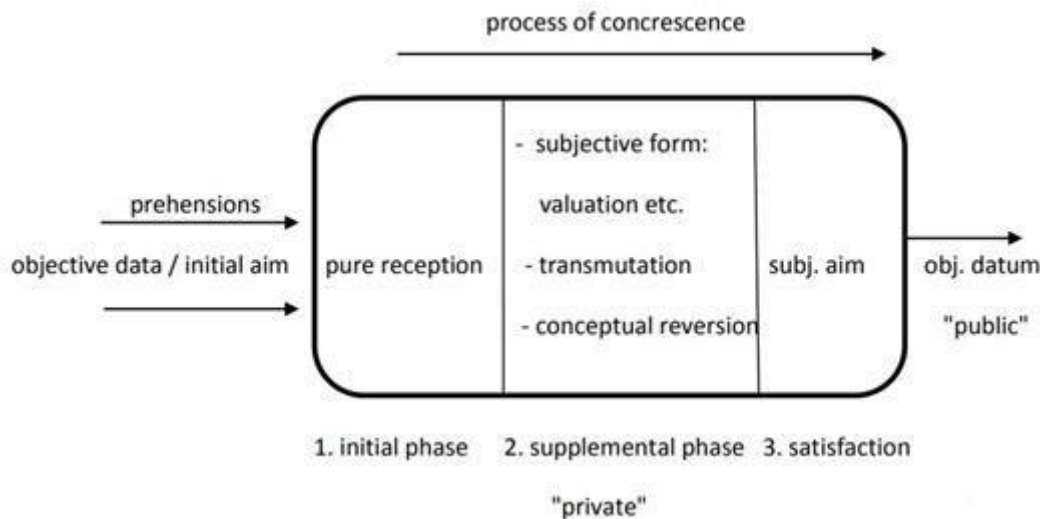 process of concrescence
- subjective form:
valuation etc.
prehensions
objective data / initial aim
pure reception
- transmutation
subj. aim
obj. datum
- conceptual reversion
"public"
1. initial phase
2. supplemental phase
3. satisfaction
"private"